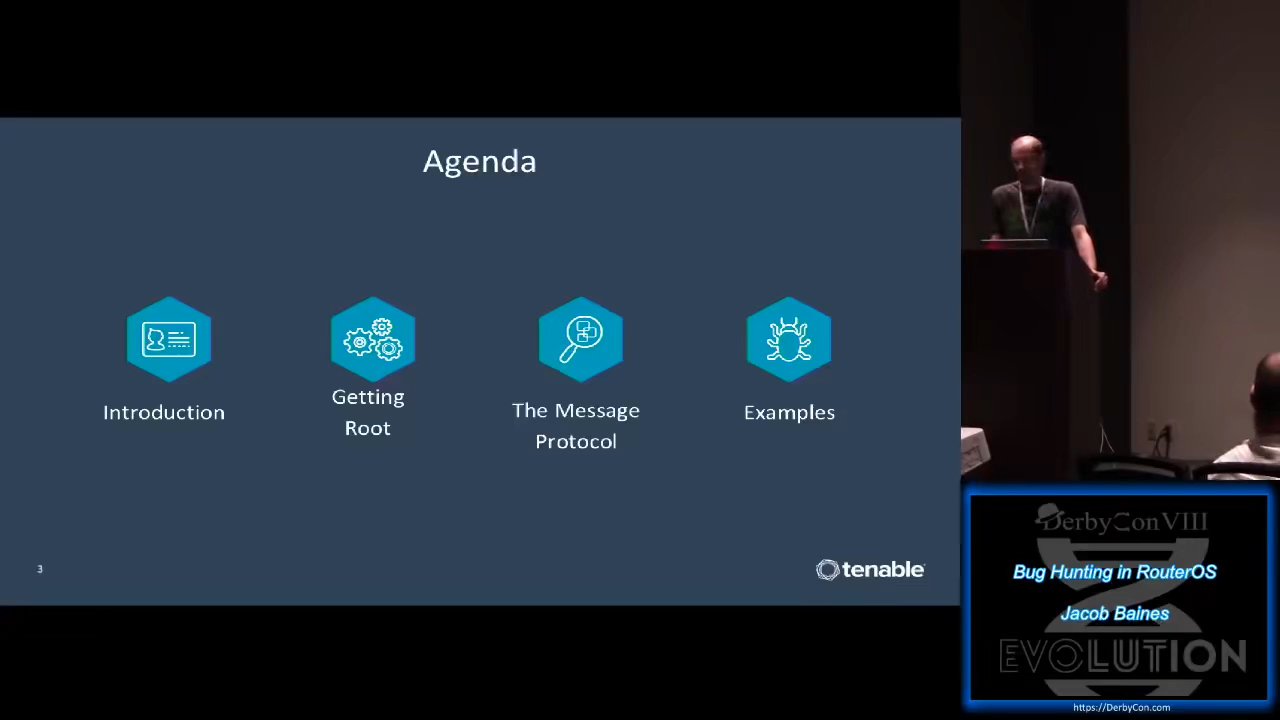 Agenda
Introduction
Getting
Root
The Message
Protocol
Examples
3
tenable
DerbyCon VIII
Bug Hunting in RouterOS
Jacob Baines
EVOLUTION
https://DerbyCon.com